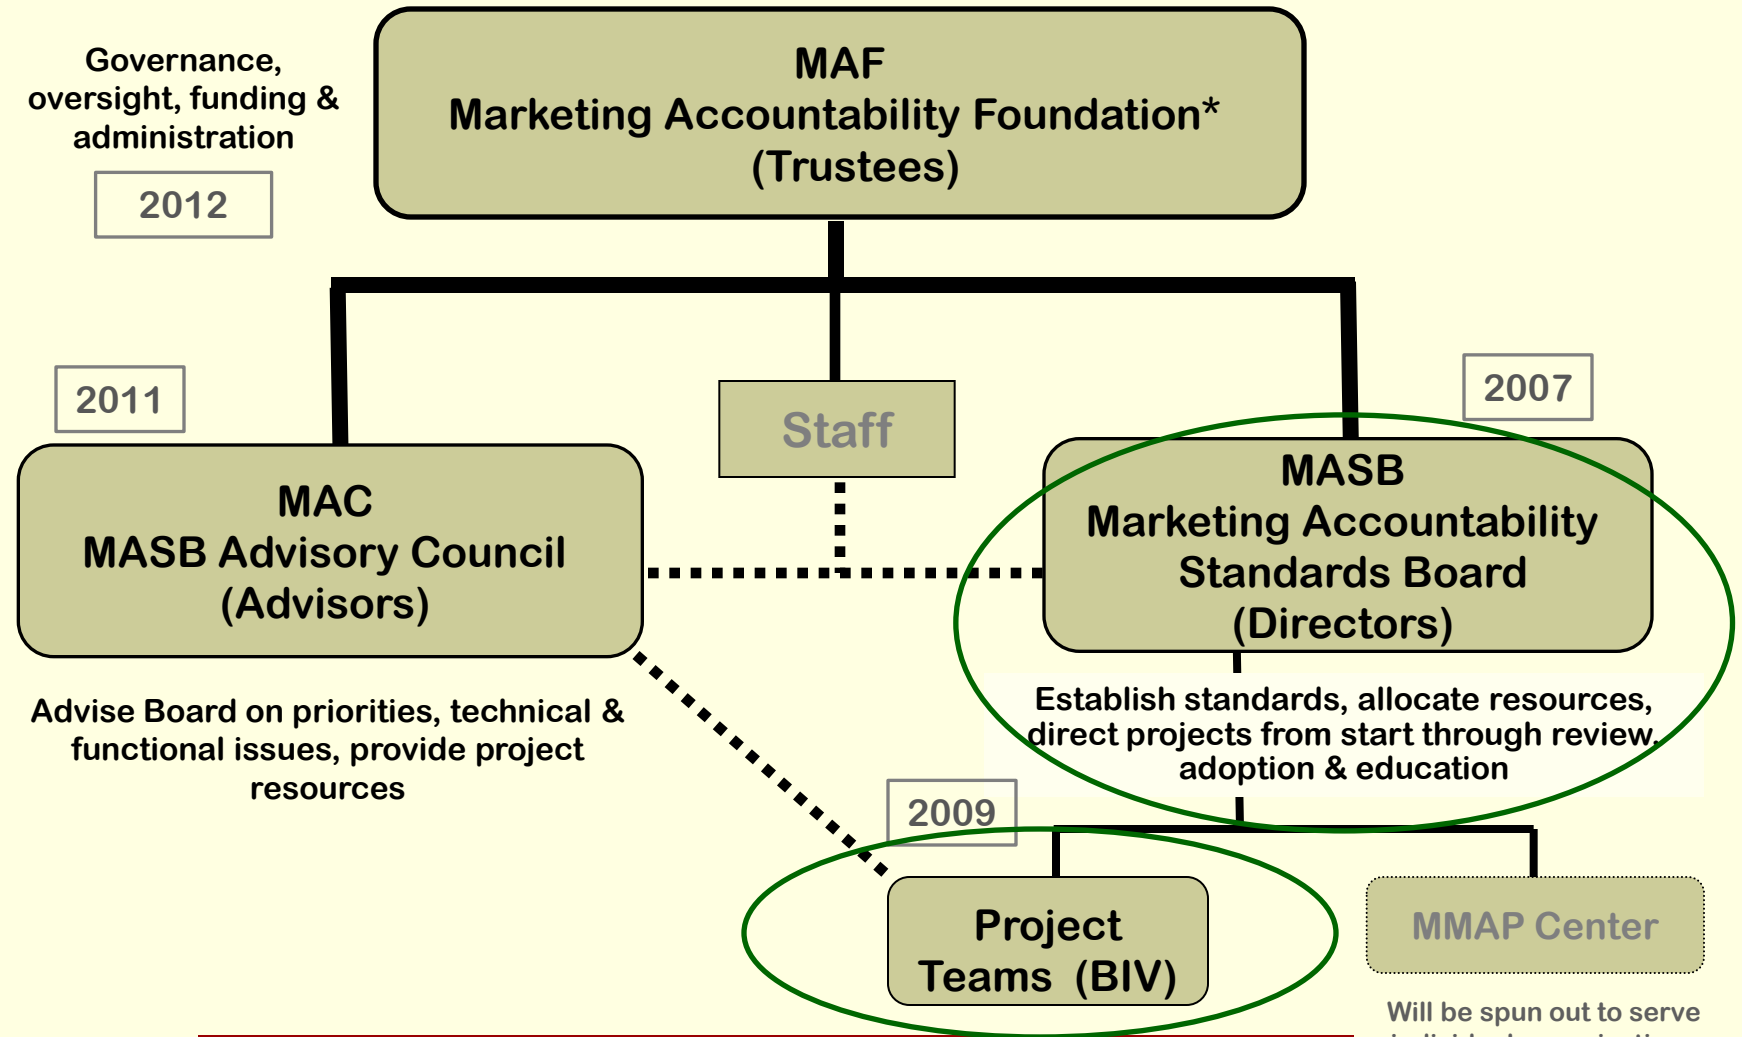 Governance,
oversight, funding &
administration
2012
MAF
Marketing Accountability Foundation*
(Trustees)
2011
Staff
2007
MAC
MASB Advisory Council
(Advisors)
MASB
Marketing Accountability
Standards Board
(Directors)
Advise Board on priorities, technical &
functional issues, provide project
resources
Establish standards, allocate resources,
direct projects from start through review,
adoption & education
2009
Project
Teams (BIV)
MMAP Center
Will be spun out to serve